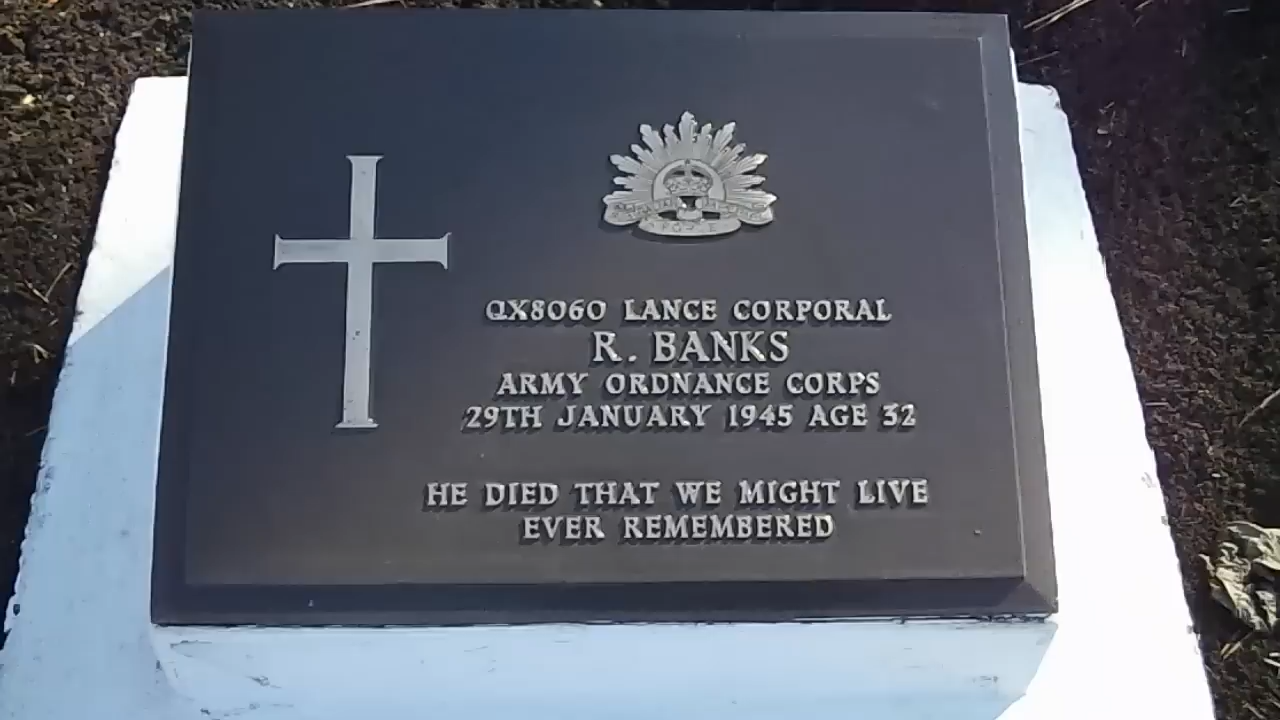 QX8060 LANCE CORPORAL
R. BANKS
ARMY ORDNANCE CORPS
29TH JANUARY 1945 AGE 32
HE DIED THAT WE MIGHT LIVE
EVER REMEMBERED